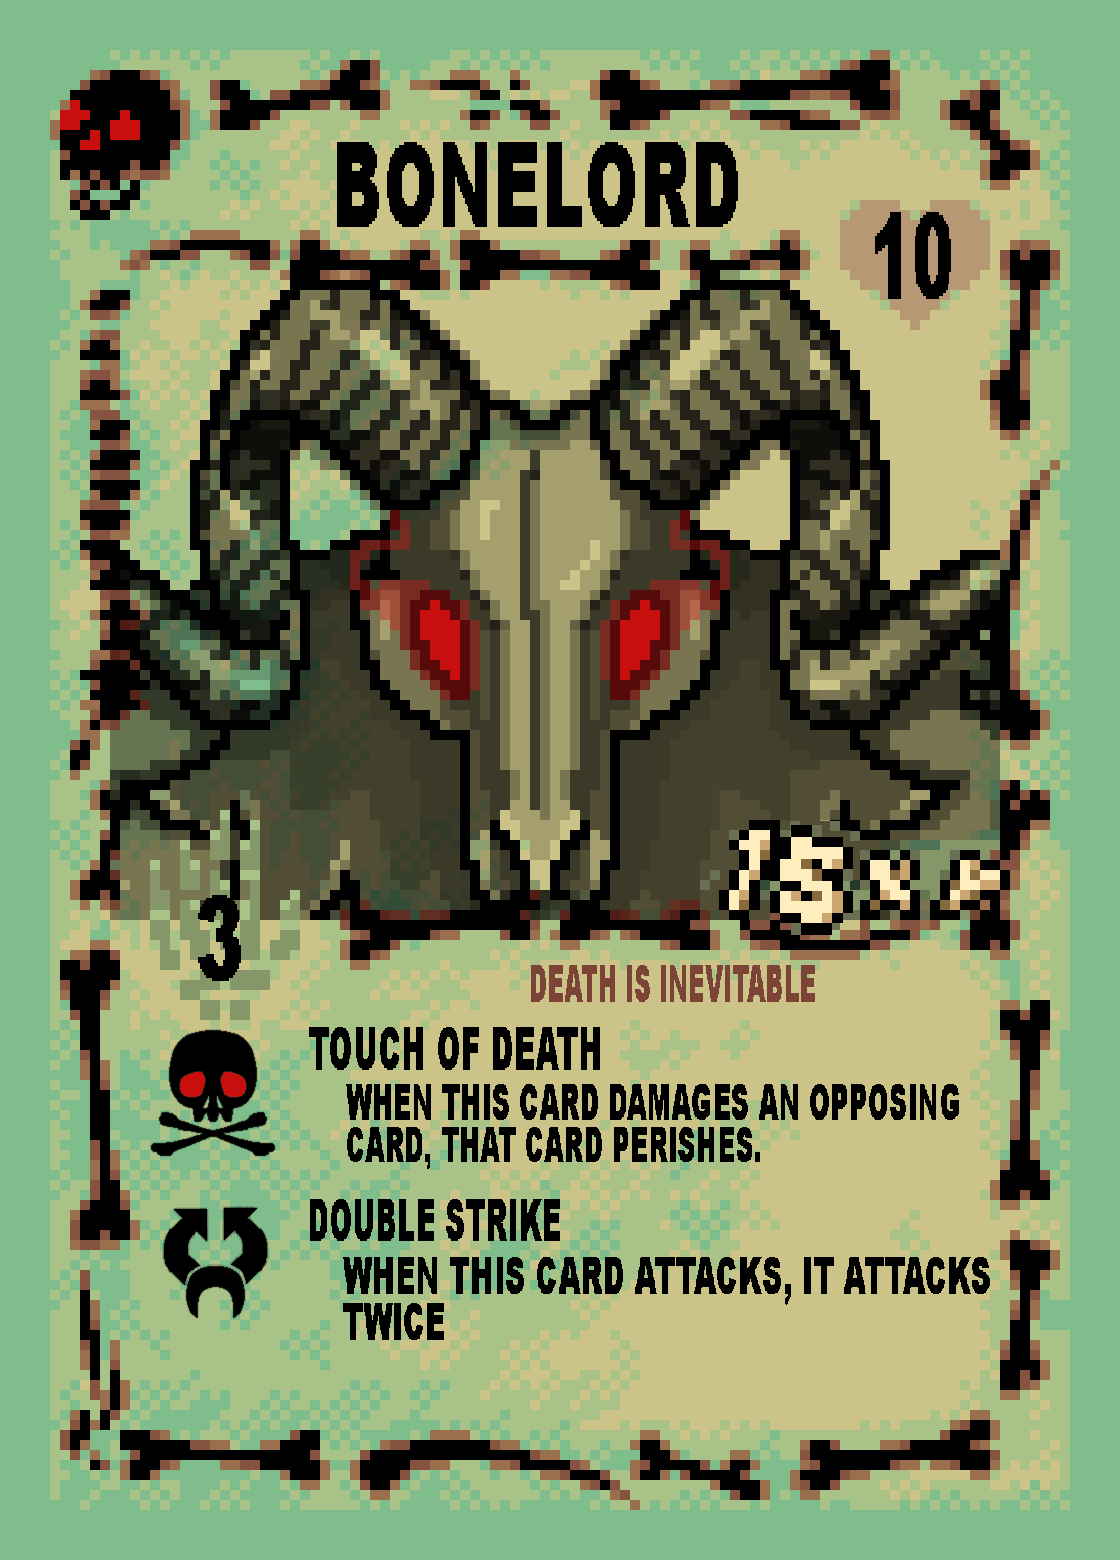 BONELORD
10
15 x
3
DEATH IS INEVITABLE
TOUCH OF DEATH
WHEN THIS CARD DAMAGES AN OPPOSING
CARD, THAT CARD PERISHES.
DOUBLE STRIKE
WHEN THIS CARD ATTACKS, IT ATTACKS
TWICE